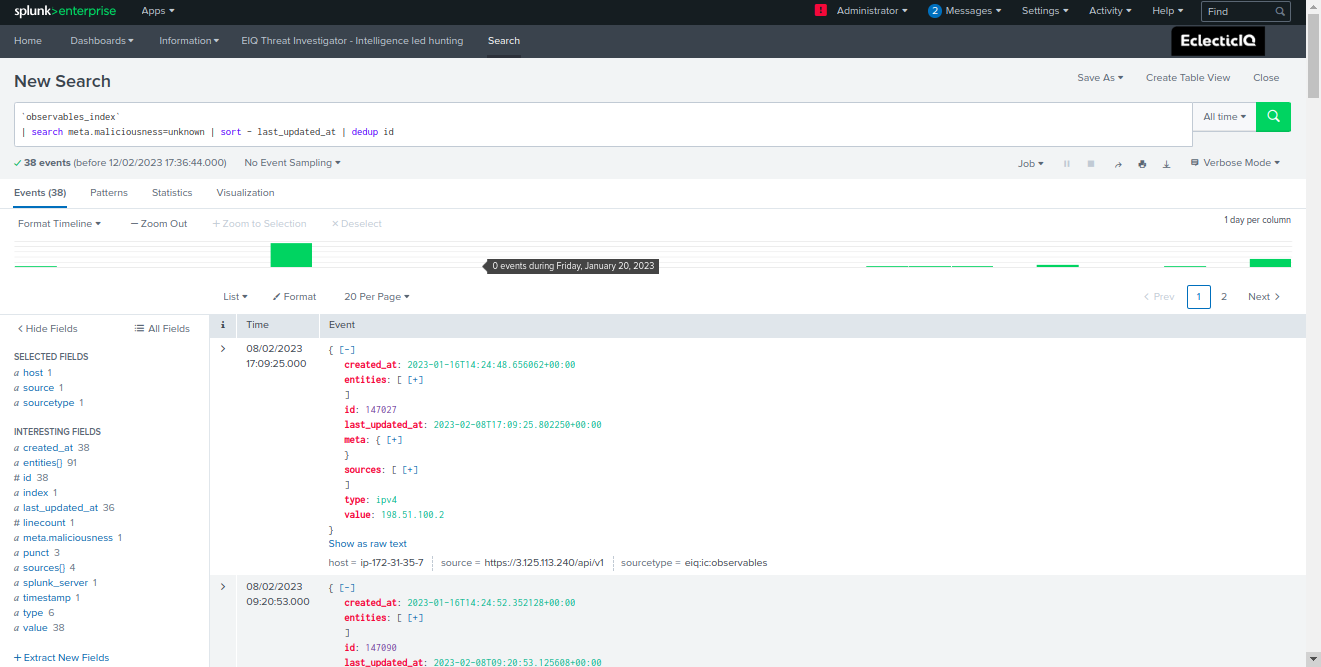 splunk>enterprise Apps ! Administrator 2 Messages Settings Activity Help Find
Home Dashboards Information EIQ Threat Investigator - Intelligence led hunting Search EclecticIQ
New Search Save As Create Table View Close
`observables_index`
| search meta.maliciousness=unknown | sort - last_updated_at | dedup id
All time
38 events (before 12/02/2023 17:36:44.000) No Event Sampling Job Verbose Mode
Events (38) Patterns Statistics Visualization
Format Timeline — Zoom Out + Zoom to Selection × Deselect 1 day per column
0 events during Friday, January 20, 2023
List Format 20 Per Page < Prev 1 2 Next >
< Hide Fields All Fields
i Time Event
SELECTED FIELDS
a host 1
a source 1
a sourcetype 1
INTERESTING FIELDS
a created_at 38
a entities{} 91
# id 38
a index 1
a last_updated_at 36
# linecount 1
a meta.maliciousness 1
a punct 3
a sources{} 4
a splunk_server 1
a timestamp 1
a type 6
a value 38
+ Extract New Fields
> 08/02/2023
17:09:25.000
{ [-]
created_at: 2023-01-16T14:24:48.656062+00:00
entities: [ [+]
]
id: 147027
last_updated_at: 2023-02-08T17:09:25.802250+00:00
meta: { [+]
}
sources: [ [+]
]
type: ipv4
value: 198.51.100.2
}
Show as raw text
host = ip-172-31-35-7 source = https://3.125.113.240/api/v1 sourcetype = eiq:ic:observables
> 08/02/2023
09:20:53.000
{ [-]
created_at: 2023-01-16T14:24:52.352128+00:00
entities: [ [+]
]
id: 147090
last_updated_at: 2023-02-08T09:20:53.125608+00:00